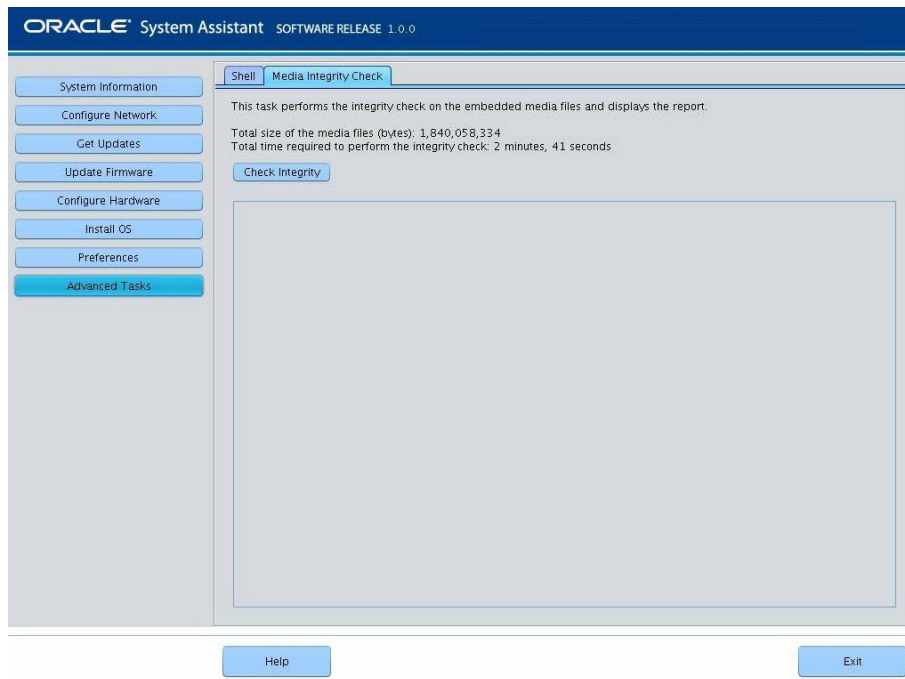 ORACLE System Assistant SOFTWARE RELEASE 1.0.0
System Information
Configure Network
Get Updates
Update Firmware
Configure Hardware
Install OS
Preferences
Advanced Tasks
Shell
Media Integrity Check
This task performs the integrity check on the embedded media files and displays the report.
Total size of the media files (bytes): 1,840,058,334
Total time required to perform the integrity check: 2 minutes, 41 seconds
Check Integrity
Help
Exit